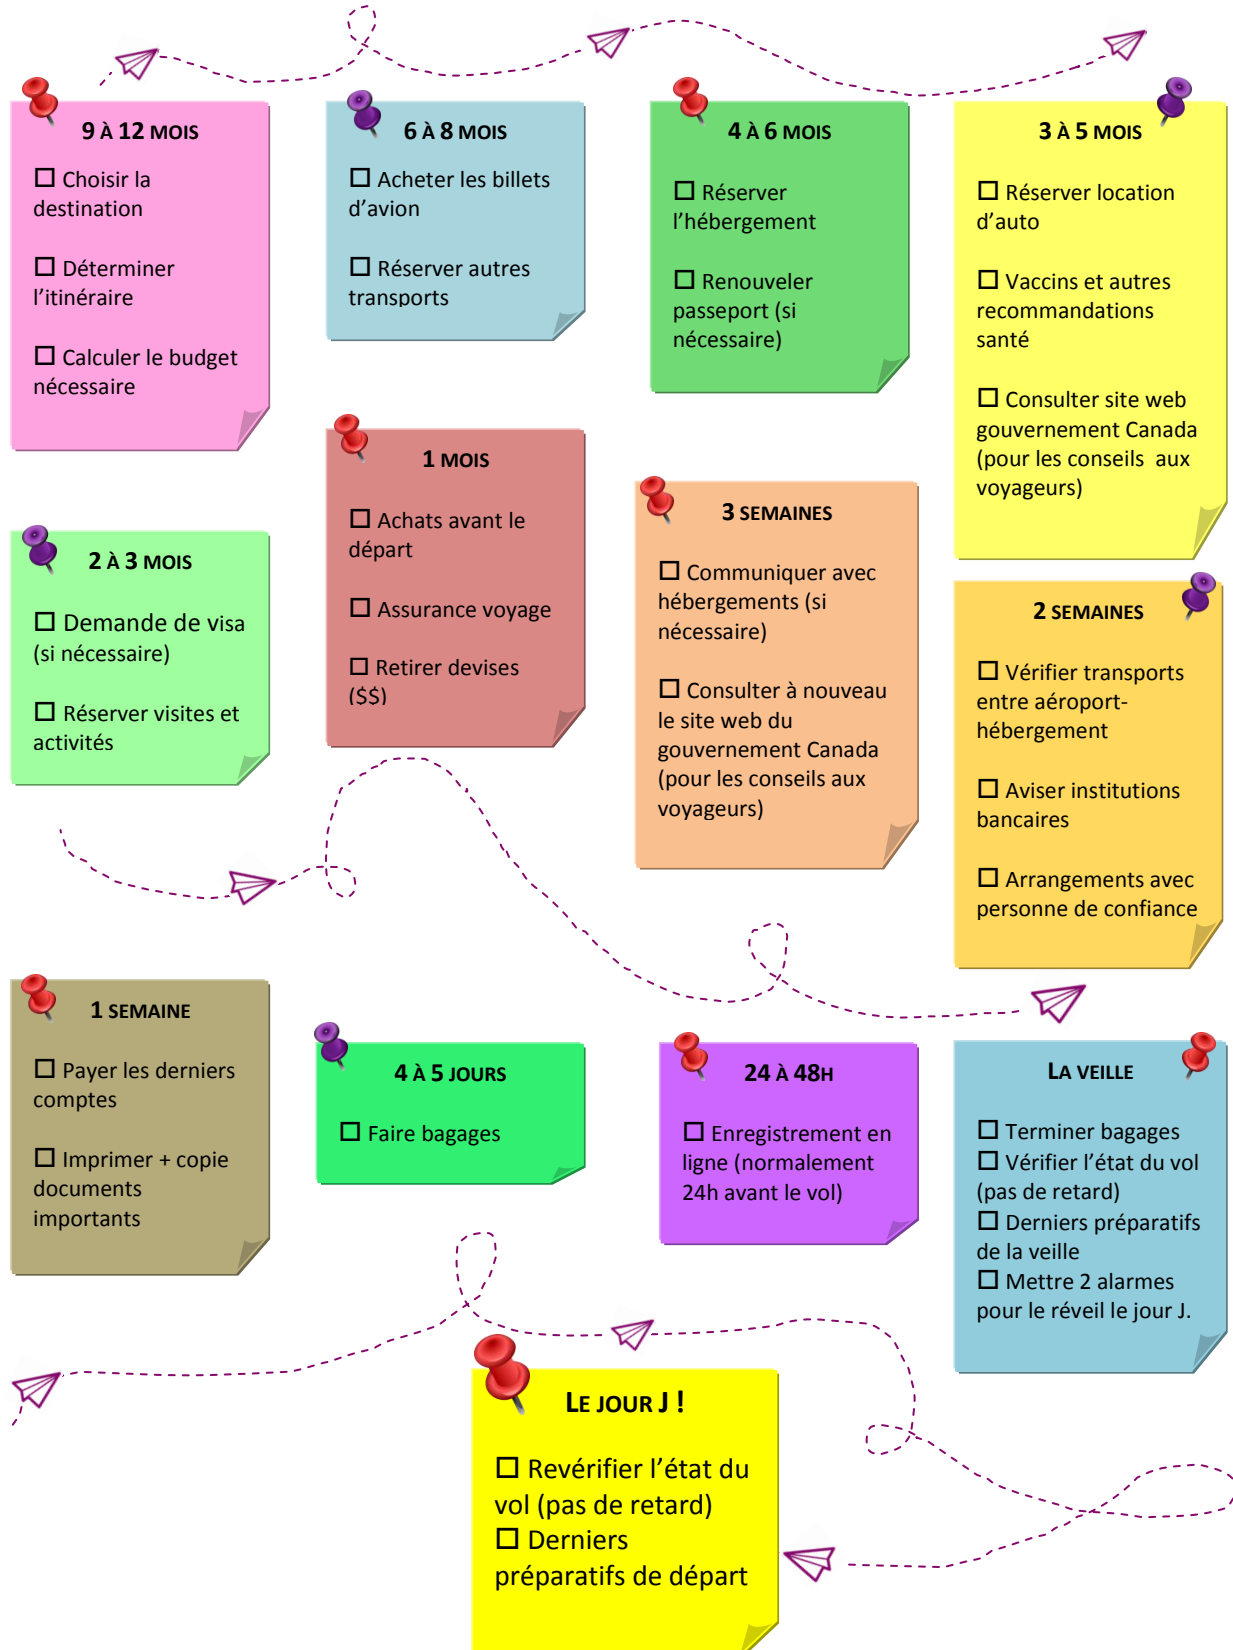 9 À 12 MOIS
☐ Choisir la
destination
☐ Déterminer
l'itinéraire
☐ Calculer le budget
nécessaire
6 À 8 MOIS
☐ Acheter les billets
d'avion
☐ Réserver autres
transports
4 À 6 MOIS
☐ Réserver
l'hébergement
☐ Renouveler
passeport (si
nécessaire)
3 À 5 MOIS
☐ Réserver location
d'auto
☐ Vaccins et autres
recommandations
santé
☐ Consulter site web
gouvernement Canada
(pour les conseils aux
voyageurs)
2 À 3 MOIS
☐ Demande de visa
(si nécessaire)
☐ Réserver visites et
activités
1 MOIS
☐ Achats avant le
départ
☐ Assurance voyage
☐ Retirer devises
($$)
3 SEMAINES
☐ Communiquer avec
hébergements (si
nécessaire)
☐ Consulter à nouveau
le site web du
gouvernement Canada
(pour les conseils aux
voyageurs)
2 SEMAINES
☐ Vérifier transports
entre aéroport-
hébergement
☐ Aviser institutions
bancaires
☐ Arrangements avec
personne de confiance
1 SEMAINE
☐ Payer les derniers
comptes
☐ Imprimer + copie
documents
importants
4 À 5 JOURS
☐ Faire bagages
24 À 48H
☐ Enregistrement en
ligne (normalement
24h avant le vol)
LA VEILLE
☐ Terminer bagages
☐ Vérifier l'état du vol
(pas de retard)
☐ Derniers préparatifs
de la veille
☐ Mettre 2 alarmes
pour le réveil le jour J.
LE JOUR J !
☐ Revérifier l'état du
vol (pas de retard)
☐ Derniers
préparatifs de départ